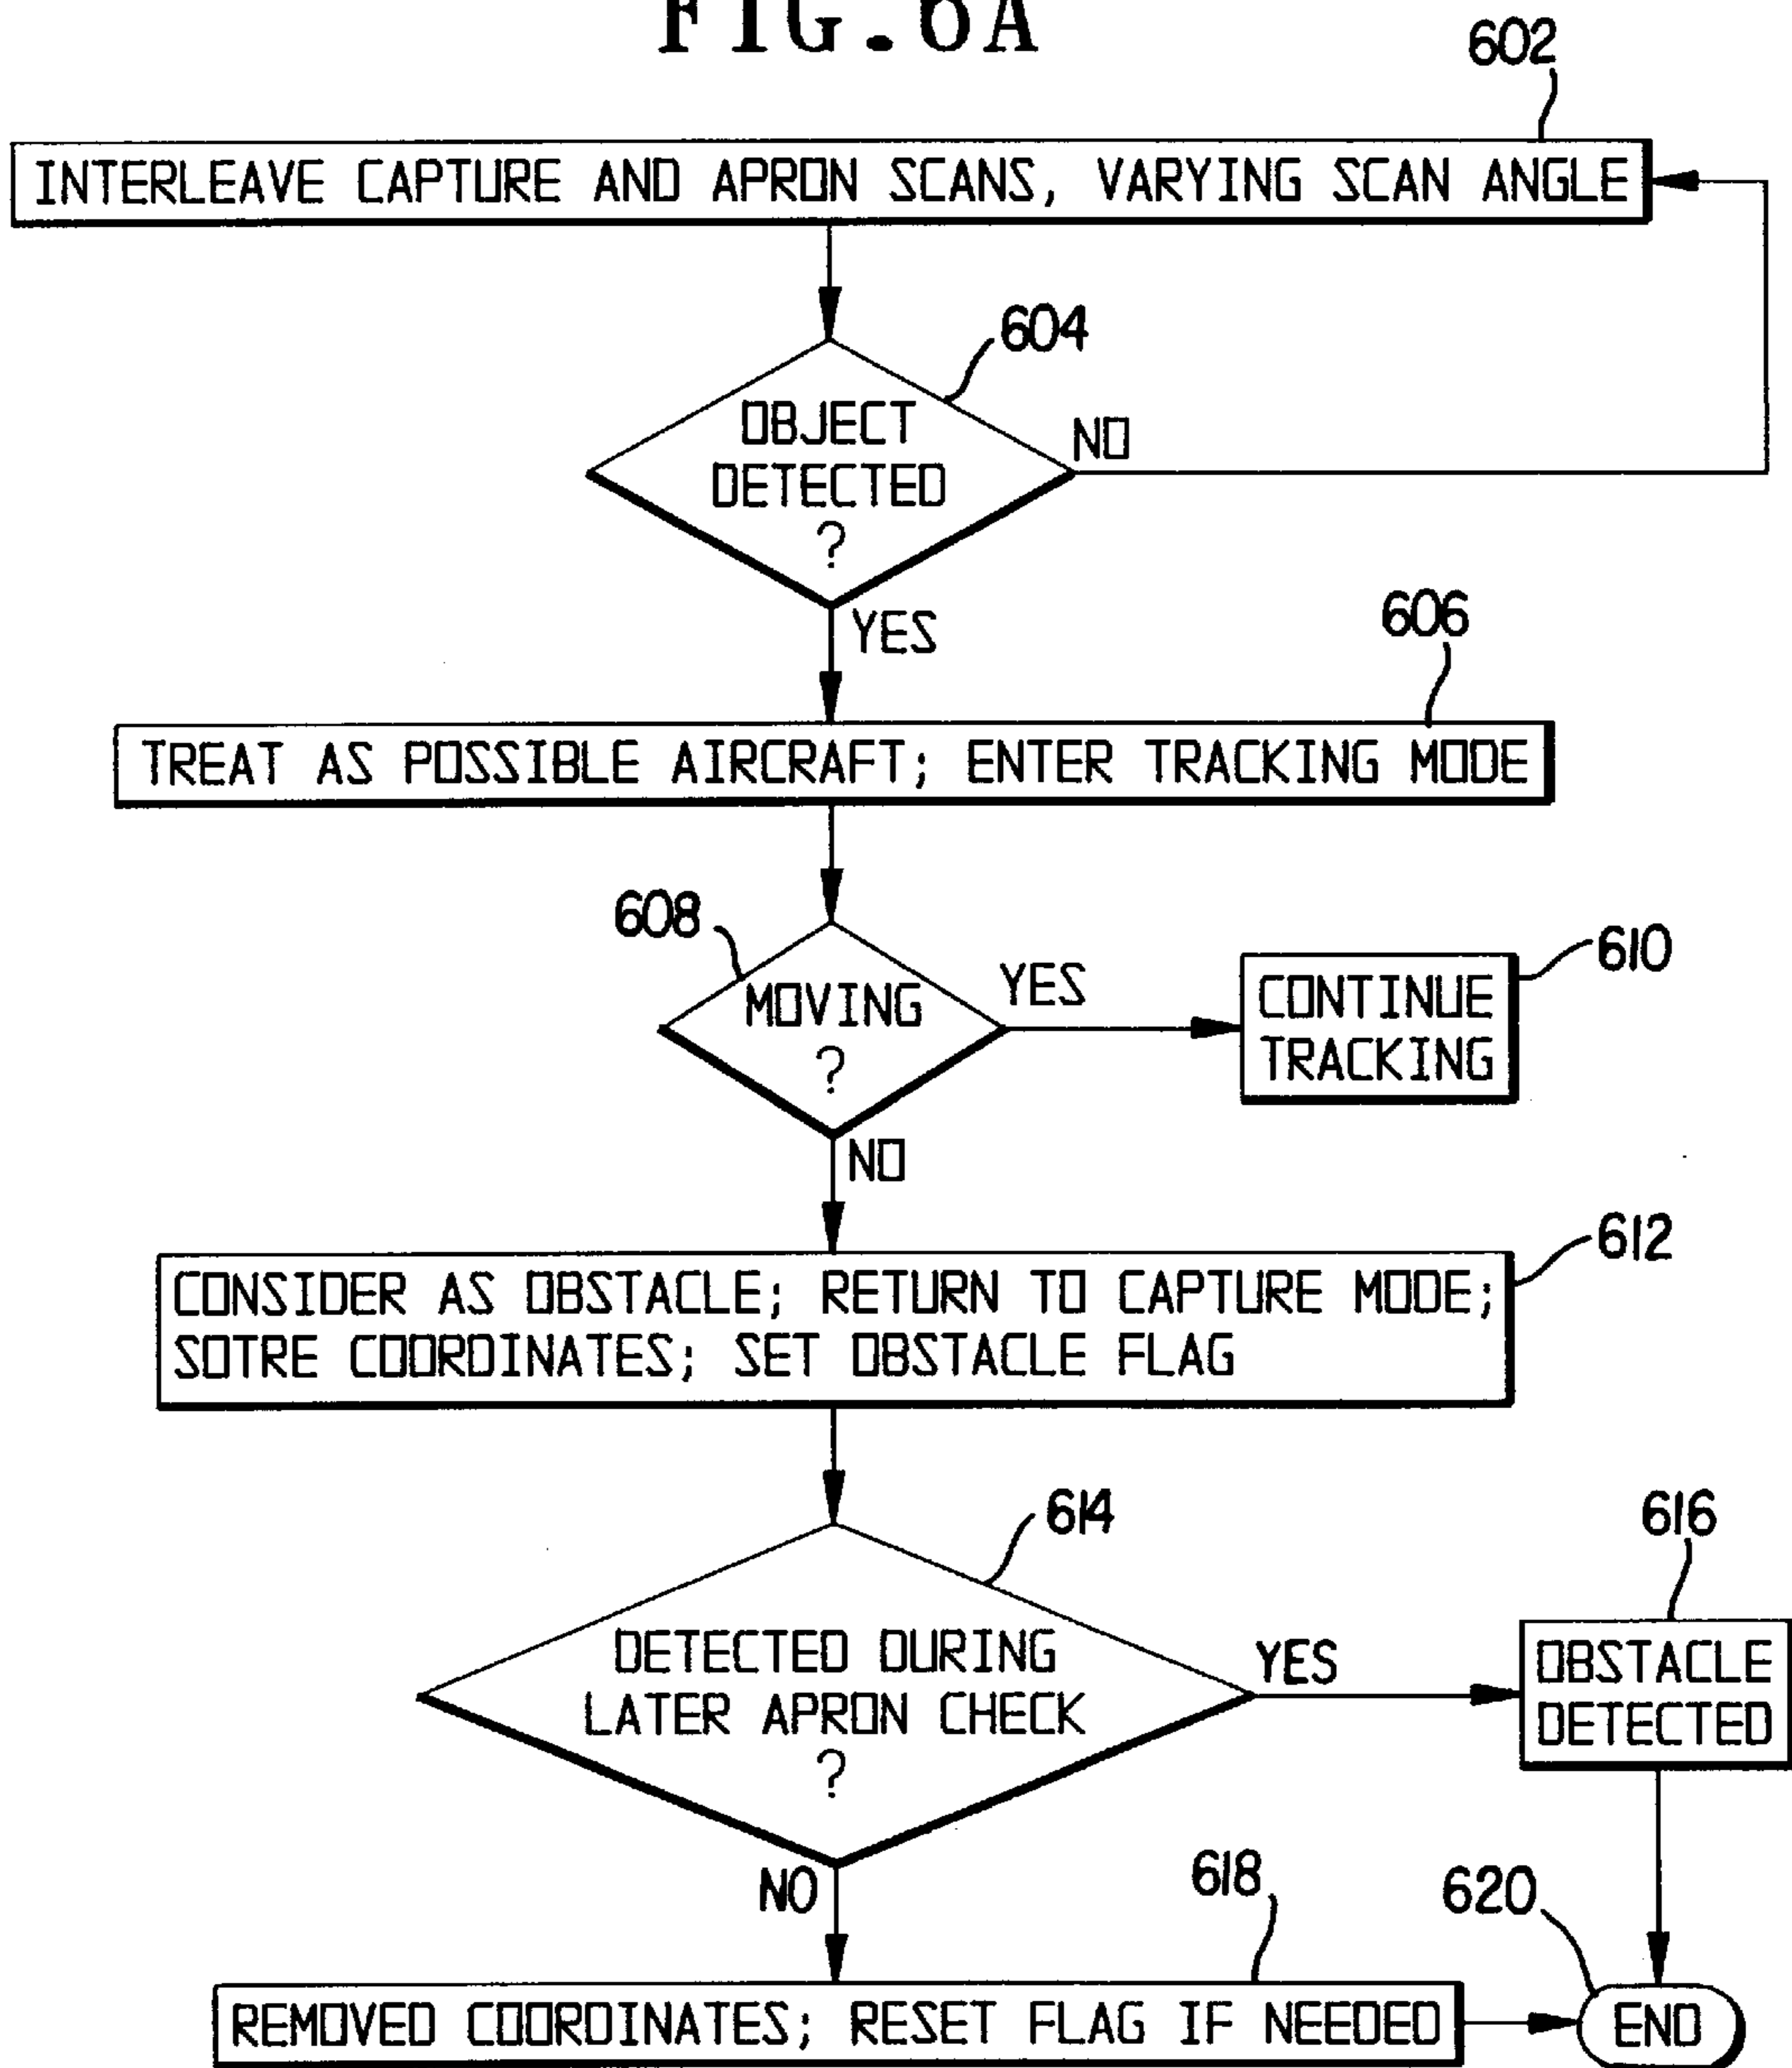 FIG.6A
602
INTERLEAVE CAPTURE AND APRON SCANS, VARYING SCAN ANGLE
604
OBJECT
DETECTED
?
NO
YES
606
TREAT AS POSSIBLE AIRCRAFT; ENTER TRACKING MODE
608
MOVING
?
YES
610
CONTINUE
TRACKING
NO
612
CONSIDER AS OBSTACLE; RETURN TO CAPTURE MODE;
SOTRE COORDINATES; SET OBSTACLE FLAG
614
616
DETECTED DURING
LATER APRON CHECK
?
YES
OBSTACLE
DETECTED
NO
618
620
REMOVED COORDINATES; RESET FLAG IF NEEDED
END